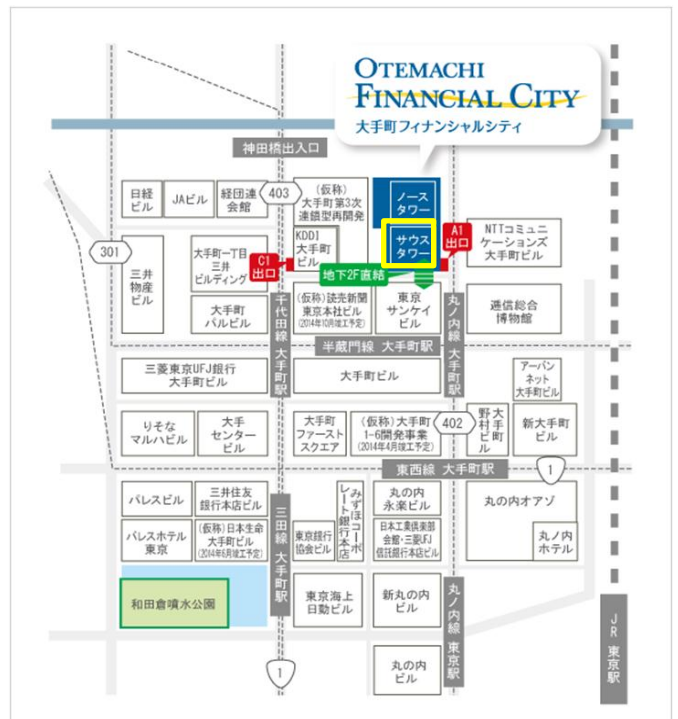 OTEMACHI
FINANCIAL CITY
大手町フィナンシャルシティ
神田橋出入口
日経
ビル
JAビル
経団連
会館
403
(仮称)
大手町第3次
連鎖型再開発
ノース
タワー
サウス
タワー
A1
出口
NTTコミュニ
ケーションズ
大手町ビル
301
三井
物産
ビル
大手町一丁目
三井
ビルディング
C1
出口
KDDI
大手町
ビル
地下2F直結
大手町
パルビル
千代田線 大手町駅
(仮称)読売新聞
東京本社ビル
(2014年10月竣工予定)
東京
サンケイ
ビル
丸ノ内線 大手町駅
逓信総合
博物館
半蔵門線 大手町駅
三菱東京UFJ銀行
大手町ビル
大手町ビル
アーバン
ネット
大手町ビル
りそな
マルハビル
大手
センター
ビル
大手町
ファースト
スクエア
(仮称)大手町
1-6開発事業
(2014年4月竣工予定)
402
大手町
野村ビル
新大手町
ビル
東西線 大手町駅
1
パレスビル
三井住友
銀行本店ビル
三田線 大手町駅
みずほコーポ
レート銀行本店
丸の内
永楽ビル
丸の内オアゾ
パレスホテル
東京
(仮称)日本生命
大手町ビル
(2014年6月竣工予定)
東京銀行
協会ビル
日本工業倶楽部
会館・三菱UFJ
信託銀行本店ビル
丸ノ内
ホテル
和田倉噴水公園
東京海上
日動ビル
新丸の内
ビル
丸ノ内線 東京駅
JR 東京駅
1
丸の内
ビル